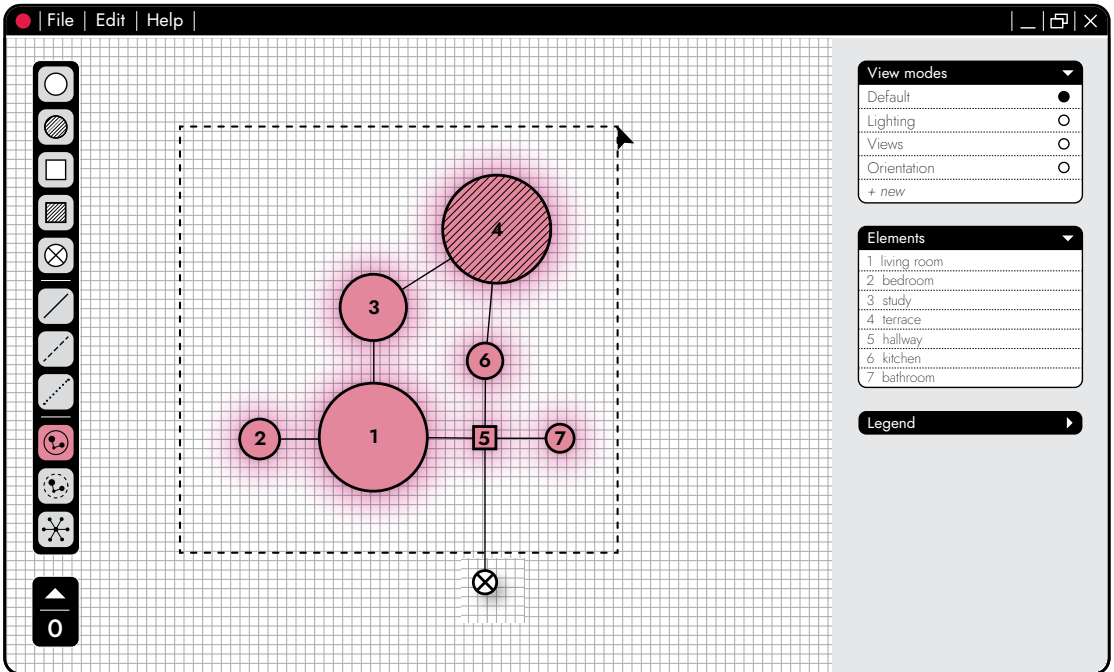 File Edit Help
View modes
Default
Lighting
Views
Orientation
+ new
Elements
1 living room
2 bedroom
3 study
4 terrace
5 hallway
6 kitchen
7 bathroom
Legend
4
3
6
2 1 5 7
0